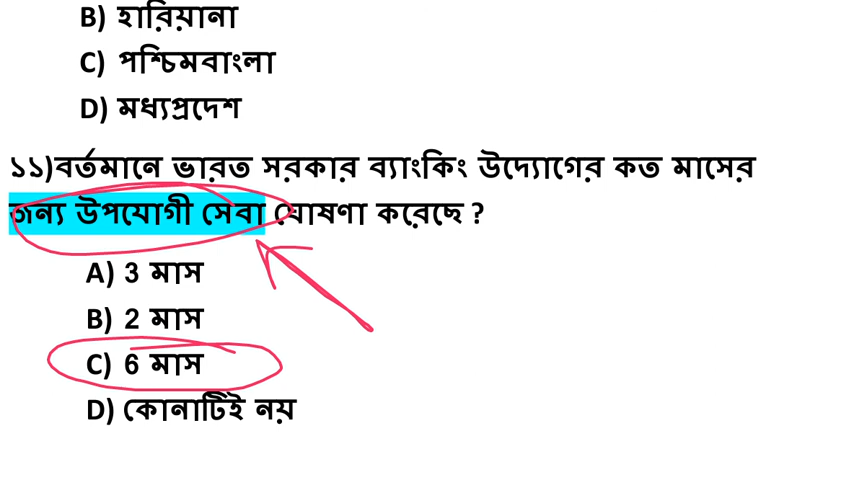 B) হারিয়ানা
C) পশ্চিমবাংলা
D) মধ্যপ্রদেশ
১১)বর্তমানে ভারত সরকার ব্যাংকিং উদ্যোগের কত মাসের
জন্য উপযোগী সেবা ঘোষণা করেছে ?
A) 3 মাস
B) 2 মাস
C) 6 মাস
D) কোনাটিই নয়